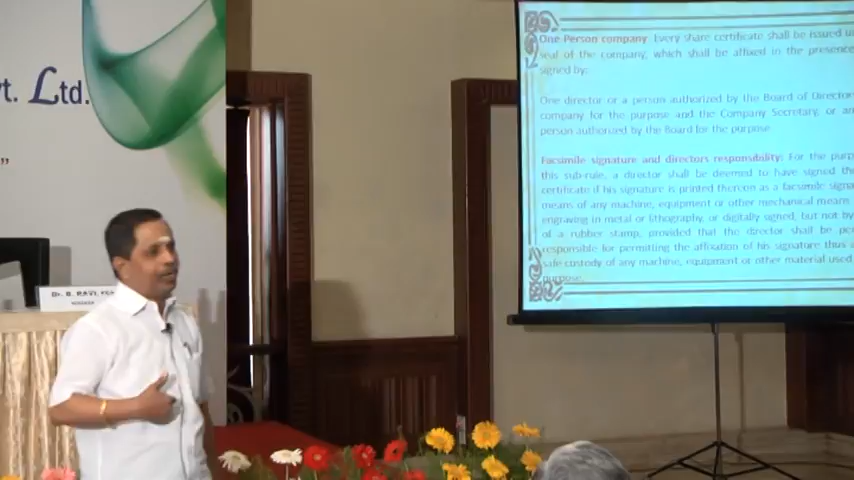 vt. Ltd.
”
Dr. B. RAVI,
One Person company: Every share certificate shall be issued
seal of the company, which shall be affixed in the presence
signed by:
One director or a person authorized by the Board of Directors
company for the purpose and the Company Secretary, or
person authorized by the Board for the purpose
Facsimile signature and directors responsibility: For the
this sub-rule, a director shall be deemed to have signed
certificate if his signature is printed thereon as a facsimile
means of any machine, equipment or other mechanical means
engraving in metal or lithography, or digitally signed, but not by
of a rubber stamp, provided that the director shall be
responsible for permitting the affixation of his signature thus
safe custody of any machine, equipment or other material used
purpose.